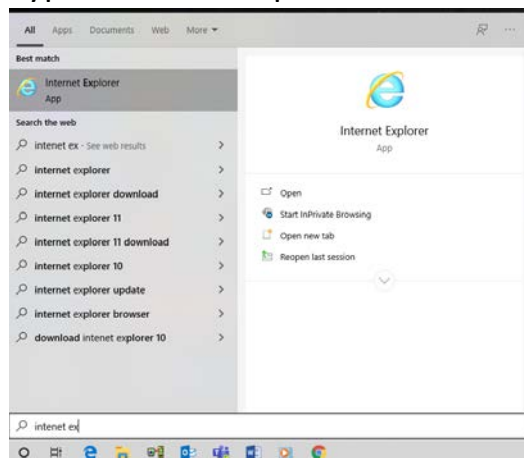 All Apps Documents Web More
Best match
Internet Explorer
App
Search the web
intenet ex - See web results
internet explorer
internet explorer download
internet explorer 11
internet explorer 11 download
internet explorer 10
internet explorer update
internet explorer browser
download intenet explorer 10
Internet Explorer
App
Open
Start InPrivate Browsing
Open new tab
Reopen last session
intenet ex